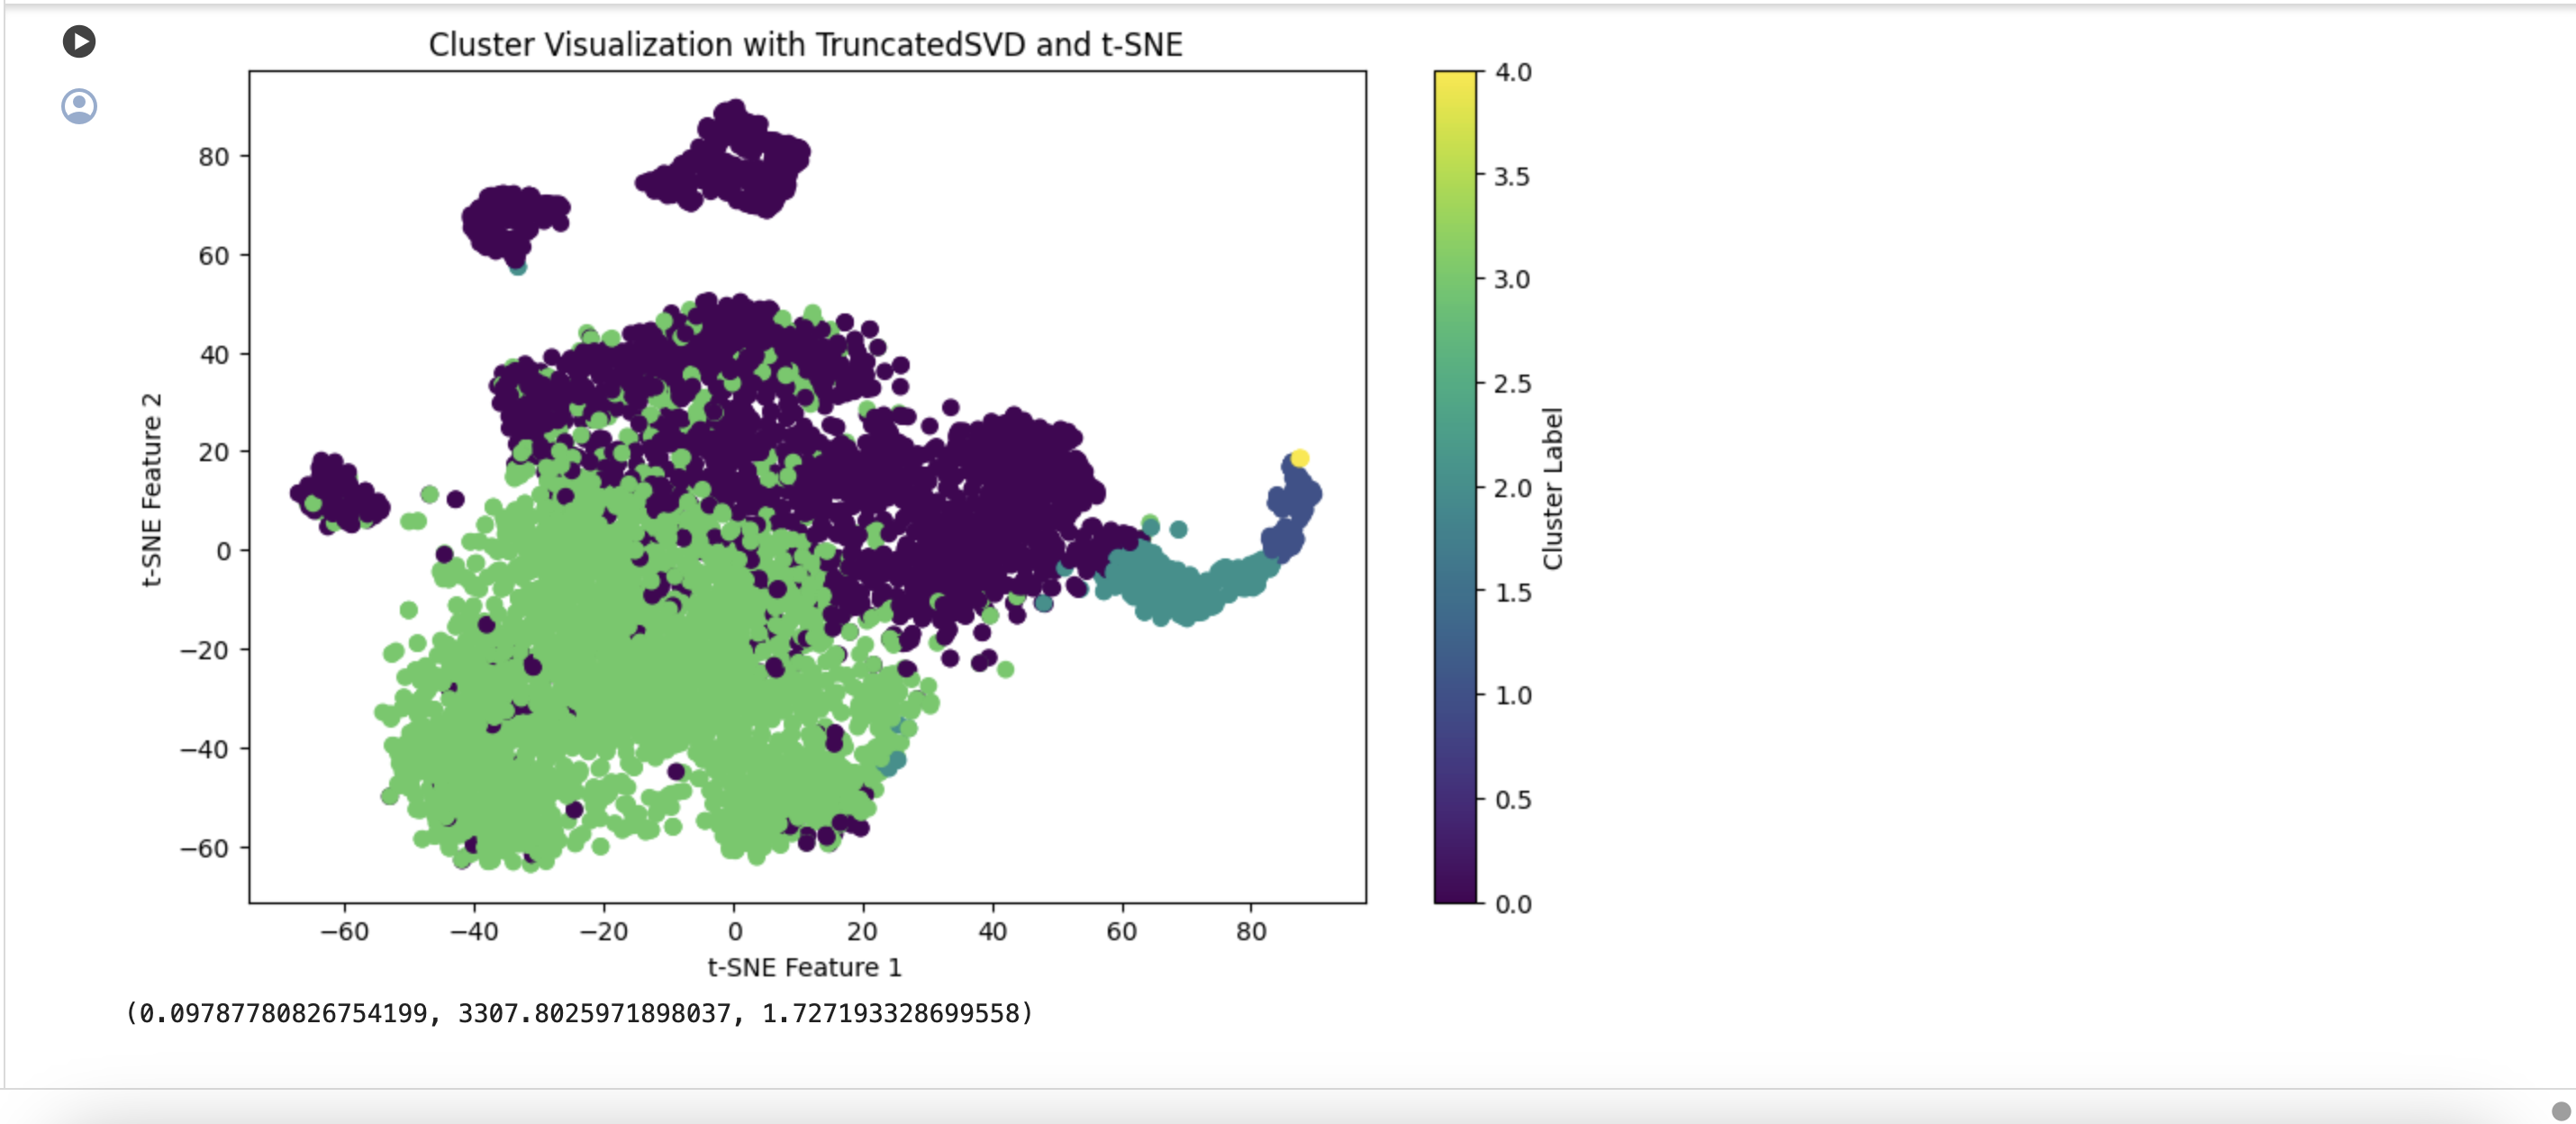 Cluster Visualization with TruncatedSVD and t-SNE
80
60
40
20
0
−20
−40
−60
t-SNE Feature 2
−60 −40 −20 0 20 40 60 80
t-SNE Feature 1
4.0
3.5
3.0
2.5
2.0
1.5
1.0
0.5
0.0
Cluster Label
(0.09787780826754199, 3307.8025971898037, 1.727193328699558)